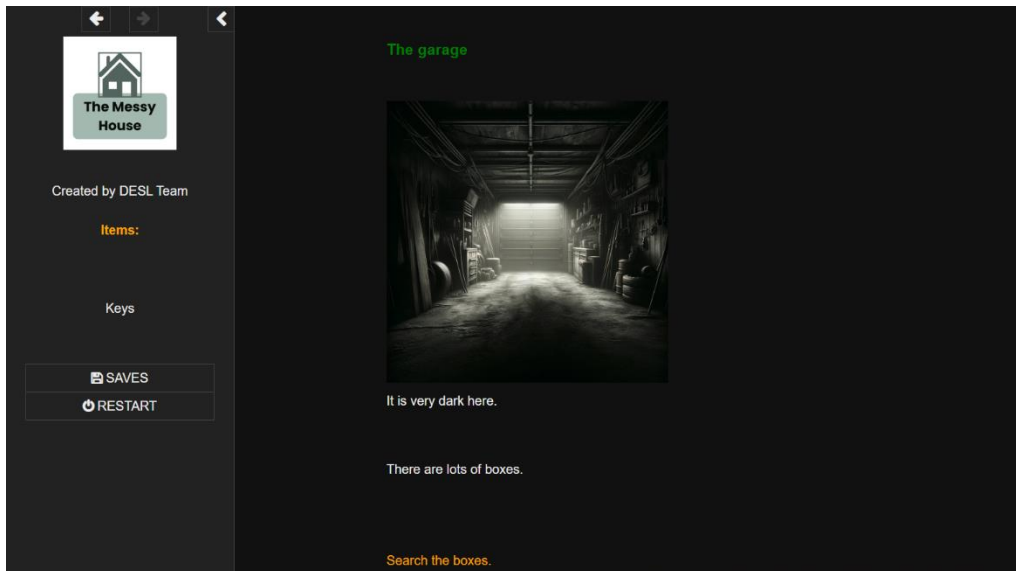 The Messy
House
Created by DESL Team
Items:
Keys
SAVES
RESTART
The garage
It is very dark here.
There are lots of boxes.
Search the boxes.